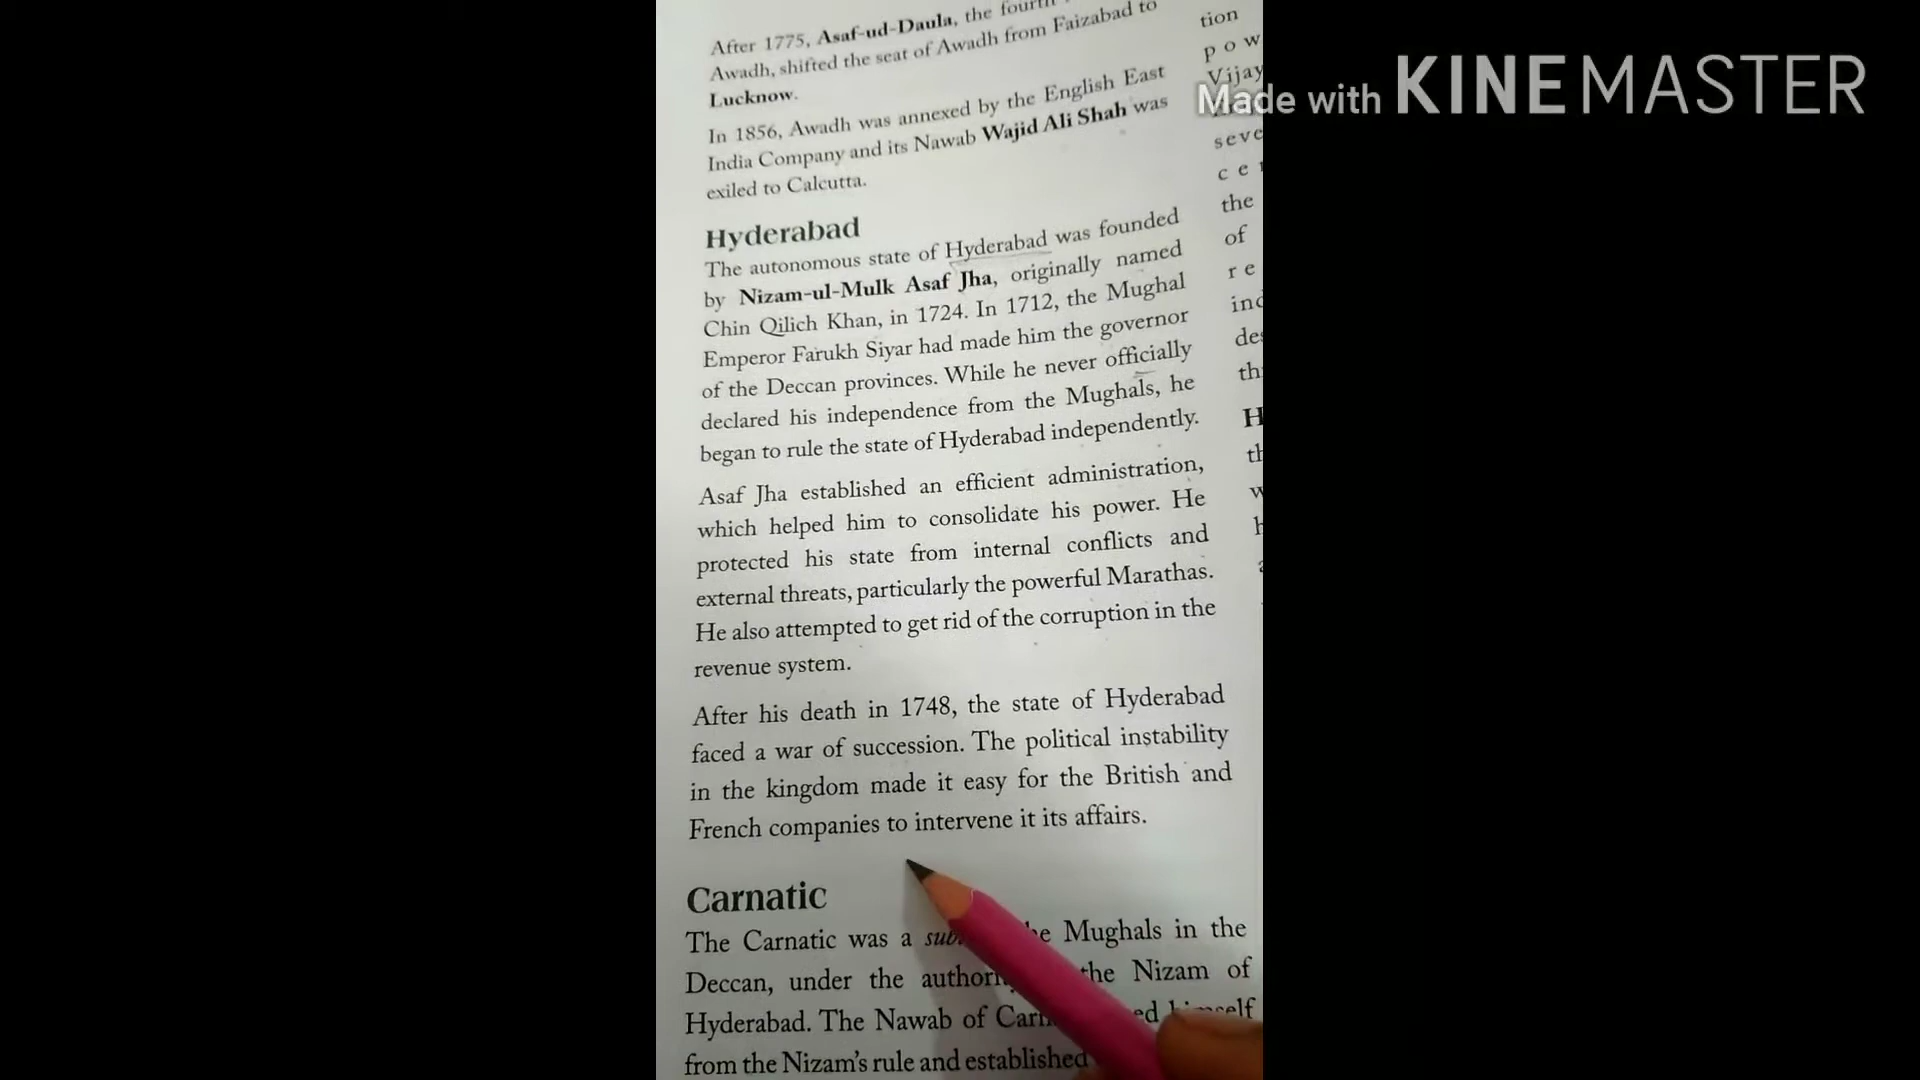 After 1775, Asaf-ud-Daula, the fourth
Awadh, shifted the seat of Awadh from Faizabad to
Lucknow.
In 1856, Awadh was annexed by the English East
India Company and its Nawab Wajid Ali Shah was
exiled to Calcutta.
Hyderabad
The autonomous state of Hyderabad was founded
by Nizam-ul-Mulk Asaf Jha, originally named
Chin Qilich Khan, in 1724. In 1712, the Mughal
Emperor Farukh Siyar had made him the governor
of the Deccan provinces. While he never officially
declared his independence from the Mughals, he
began to rule the state of Hyderabad independently.
Asaf Jha established an efficient administration,
which helped him to consolidate his power. He
protected his state from internal conflicts and
external threats, particularly the powerful Marathas.
He also attempted to get rid of the corruption in the
revenue system.
After his death in 1748, the state of Hyderabad
faced a war of succession. The political instability
in the kingdom made it easy for the British and
French companies to intervene it its affairs.
Carnatic
The Carnatic was a Mughals in the
Deccan, under the the Nizam of
Hyderabad. The Nawab of
from the Nizam's rule and established
tion
pow
Vijay
seve
cer
the
of
re
ind
des
Made with KINEMASTER